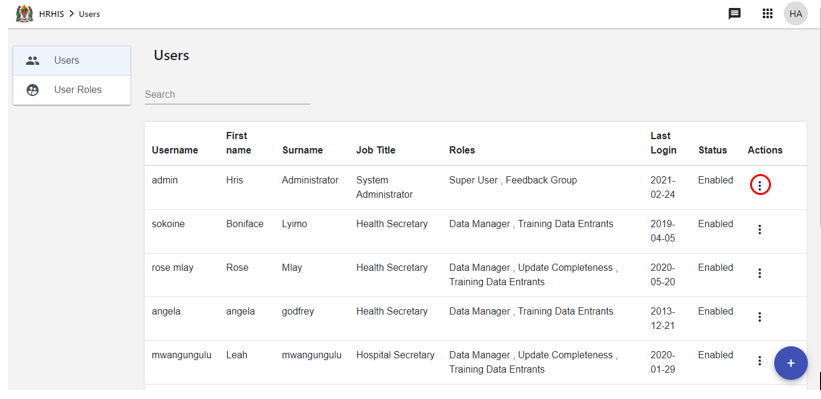 HRHIS > Users
HA
Users
User Roles
Users
Search
Username First name Surname Job Title Roles Last Login Status Actions
admin Hris Administrator System Administrator Super User , Feedback Group 2021-02-24 Enabled
sokoine Boniface Lyimo Health Secretary Data Manager , Training Data Entrants 2019-04-05 Enabled
rose.mlay Rose Mlay Health Secretary Data Manager , Update Completeness , Training Data Entrants 2020-05-20 Enabled
angela angela godfrey Health Secretary Data Manager , Training Data Entrants 2013-12-21 Enabled
mwangungulu Leah mwangungulu Hospital Secretary Data Manager , Update Completeness , Training Data Entrants 2020-01-29 Enabled
+